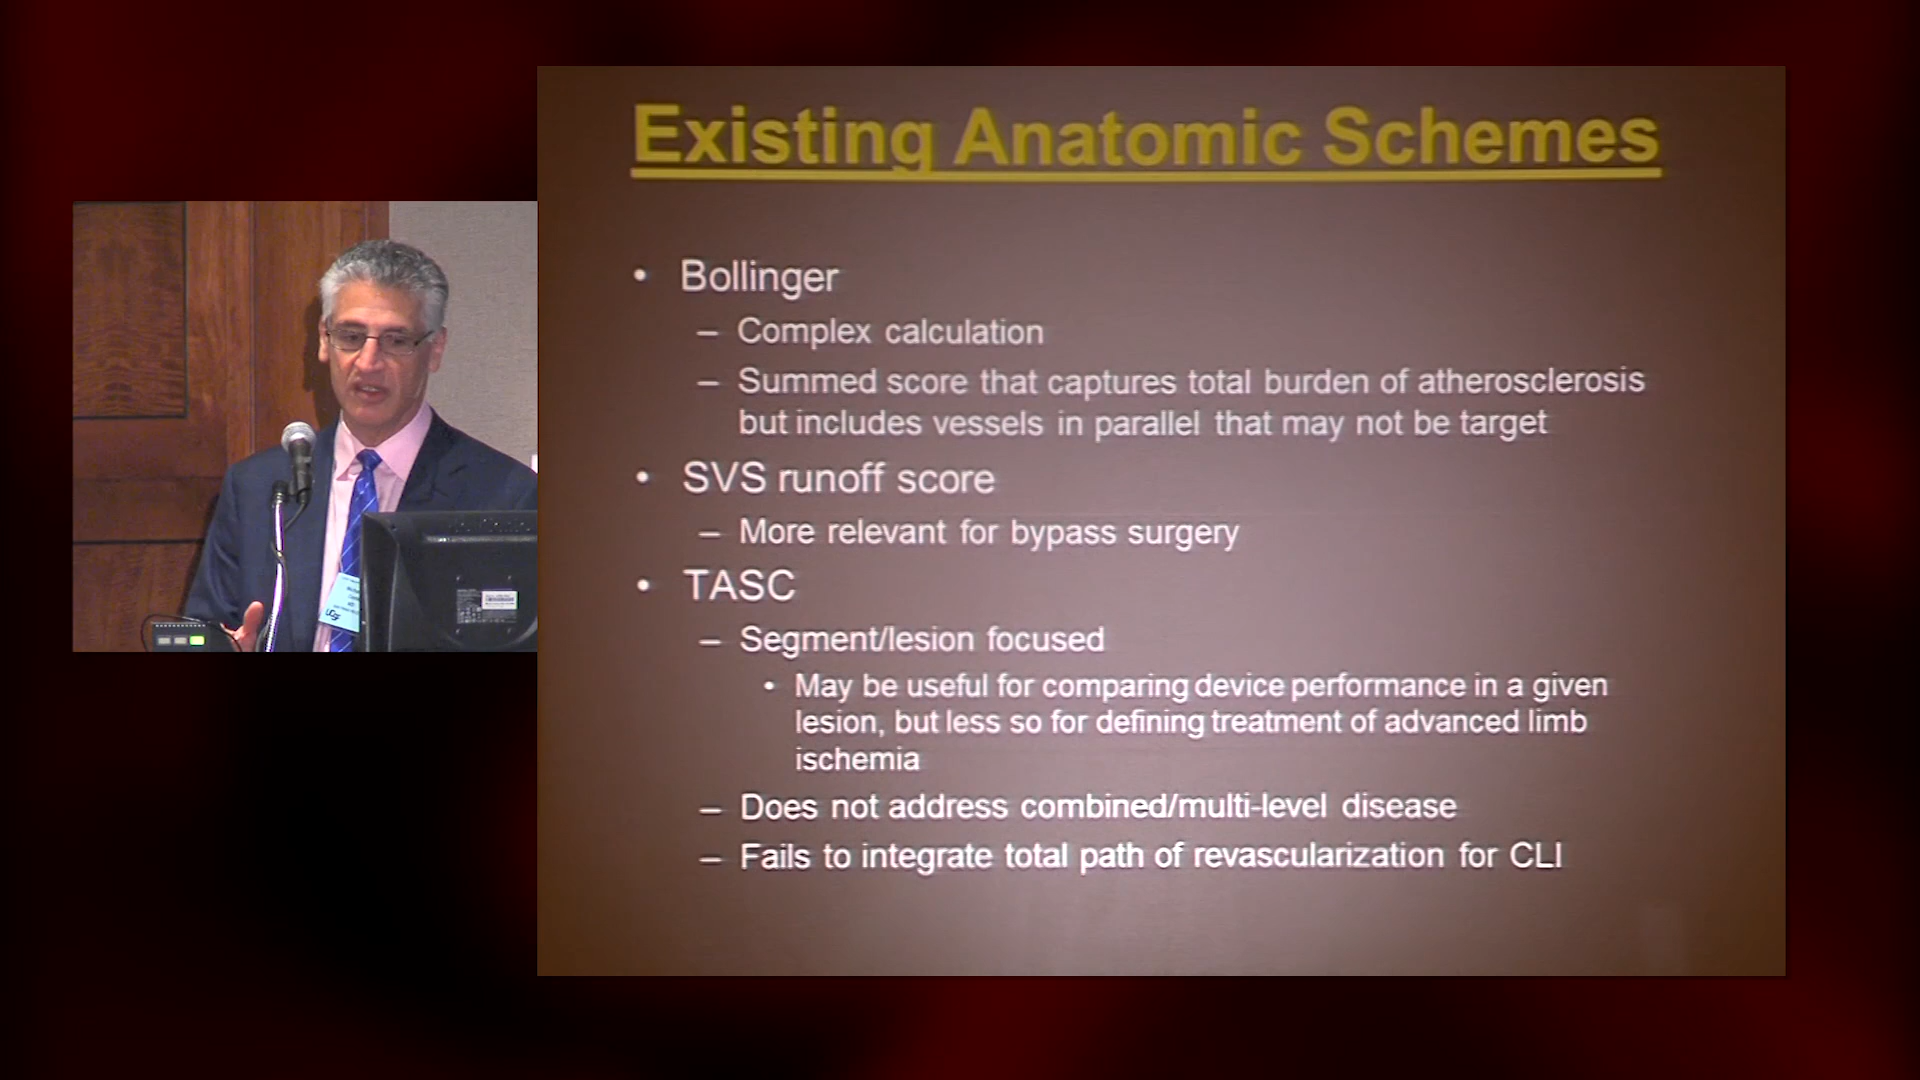 Existing Anatomic Schemes
• Bollinger
– Complex calculation
– Summed score that captures total burden of atherosclerosis
but includes vessels in parallel that may not be target
• SVS runoff score
– More relevant for bypass surgery
• TASC
– Segment/lesion focused
• May be useful for comparing device performance in a given
lesion, but less so for defining treatment of advanced limb
ischemia
– Does not address combined/multi-level disease
– Fails to integrate total path of revascularization for CLI
UCSF